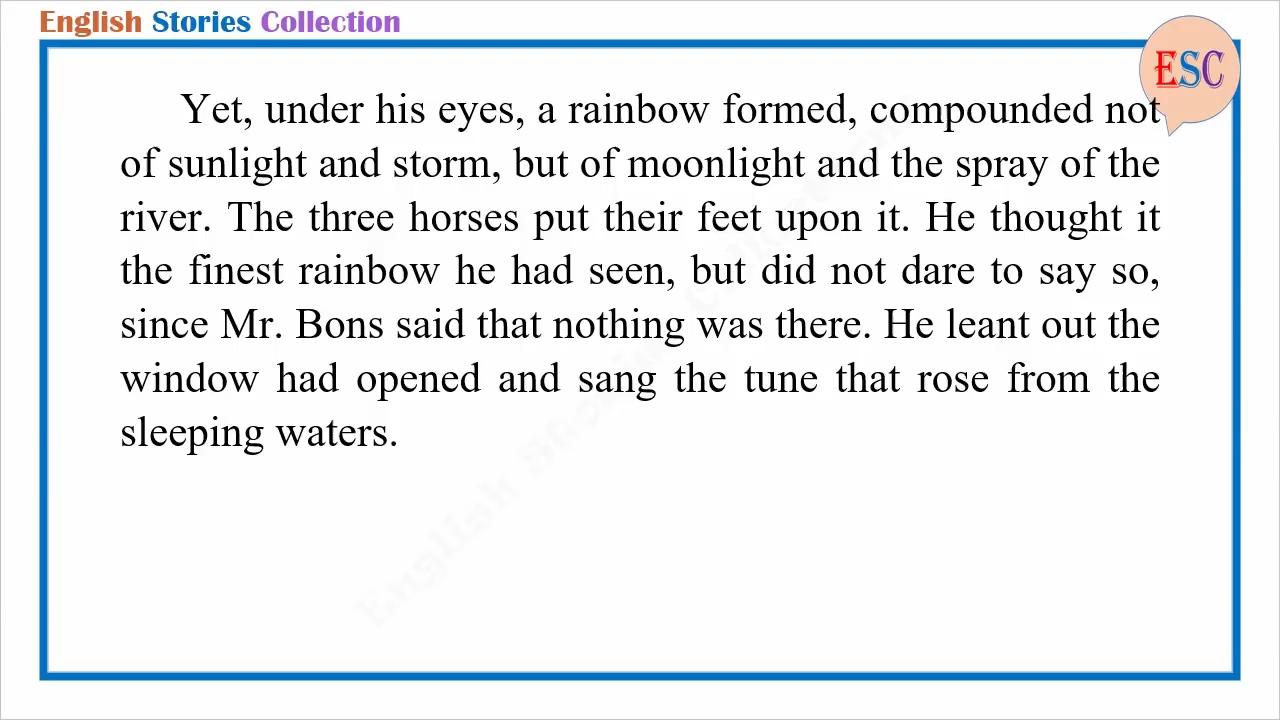 English Stories Collection
ESC
Yet, under his eyes, a rainbow formed, compounded not
of sunlight and storm, but of moonlight and the spray of the
river. The three horses put their feet upon it. He thought it
the finest rainbow he had seen, but did not dare to say so,
since Mr. Bons said that nothing was there. He leant out the
window had opened and sang the tune that rose from the
sleeping waters.
English Stories Collection